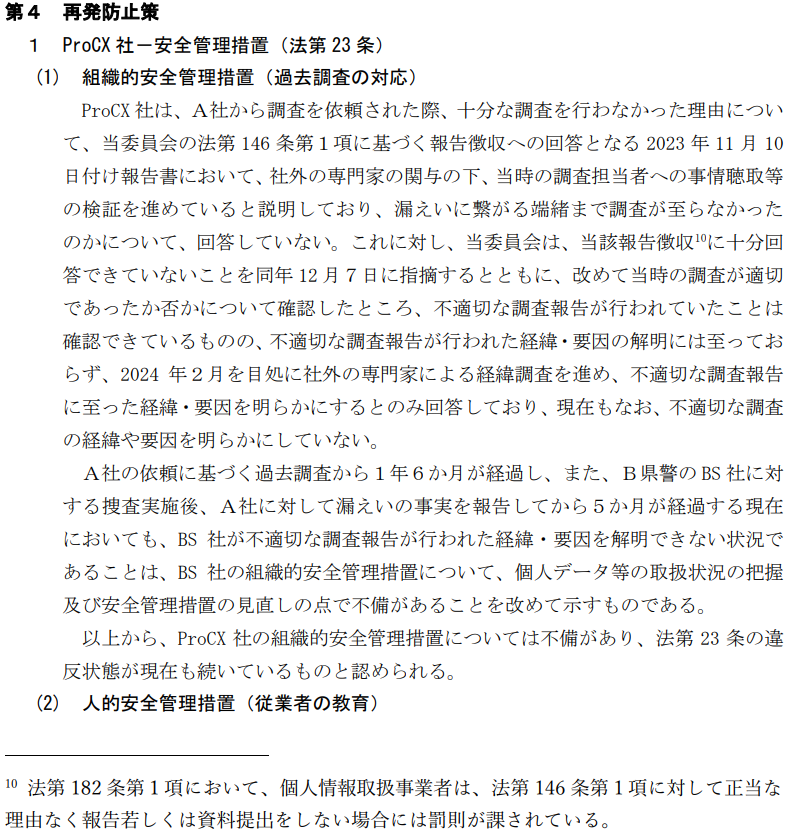 第４　再発防止策
１　ProCX 社－安全管理措置（法第 23 条）
(1)　組織的安全管理措置（過去調査の対応）
ProCX 社は、Ａ社から調査を依頼された際、十分な調査を行わなかった理由につい
て、当委員会の法第 146 条第１項に基づく報告徴収への回答となる 2023 年 11 月 10
日付け報告書において、社外の専門家の関与の下、当時の調査担当者への事情聴取等
の検証を進めていると説明しており、漏えいに繋がる端緒まで調査が至らなかった
のかについて、回答していない。これに対し、当委員会は、当該報告徴収10に十分回
答できていないことを同年 12 月７日に指摘するとともに、改めて当時の調査が適切
であったか否かについて確認したところ、不適切な調査報告が行われていたことは
確認できているものの、不適切な調査報告が行われた経緯・要因の解明には至ってお
らず、2024 年２月を目処に社外の専門家による経緯調査を進め、不適切な調査報告
に至った経緯・要因を明らかにするとのみ回答しており、現在もなお、不適切な調査
の経緯や要因を明らかにしていない。
Ａ社の依頼に基づく過去調査から１年６か月が経過し、また、Ｂ県警の BS 社に対
する捜査実施後、Ａ社に対して漏えいの事実を報告してから５か月が経過する現在
においても、BS 社が不適切な調査報告が行われた経緯・要因を解明できない状況で
あることは、BS 社の組織的安全管理措置について、個人データ等の取扱状況の把握
及び安全管理措置の見直しの点で不備があることを改めて示すものである。
以上から、ProCX 社の組織的安全管理措置については不備があり、法第 23 条の違
反状態が現在も続いているものと認められる。
(2)　人的安全管理措置（従業者の教育）
10 法第 182 条第１項において、個人情報取扱事業者は、法第 146 条第１項に対して正当な
理由なく報告若しくは資料提出をしない場合には罰則が課されている。